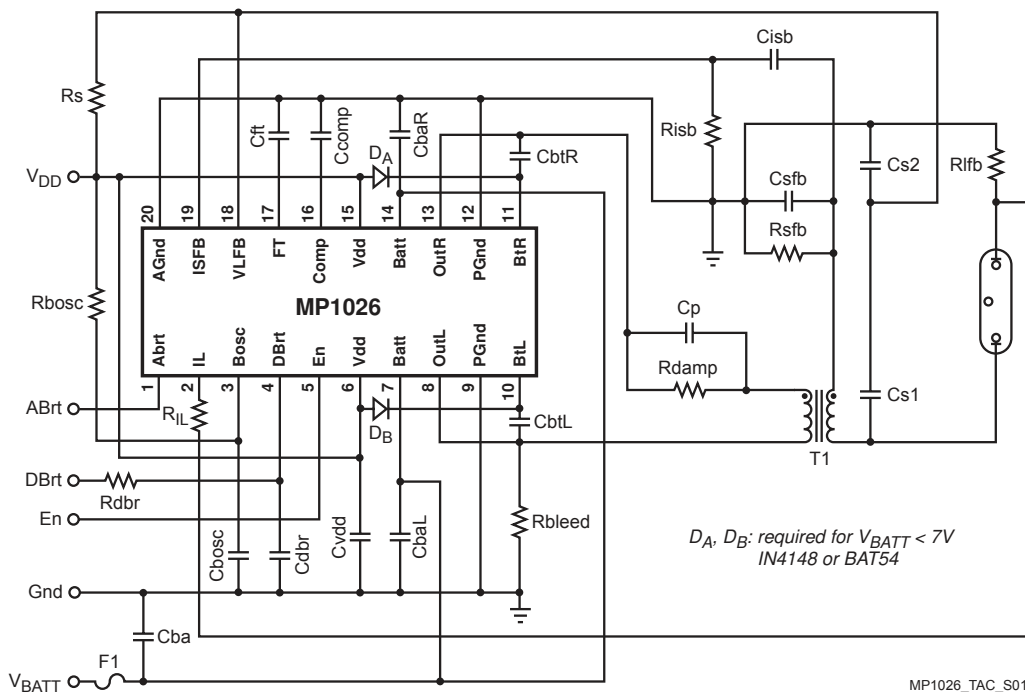 Cisb
Rs
Cft
Ccomp
CbaR
DA
CbtR
Risb
Cs2
Rlfb
Csfb
Rsfb
VDD
20
19
18
17
16
15
14
13
12
11
AGnd
ISFB
VLFB
FT
Comp
Vdd
Batt
OutR
PGnd
BtR
MP1026
Rbosc
Abrt
IL
Bosc
DBrt
En
Vdd
Batt
OutL
PGnd
BtL
1
2
3
4
5
6
7
8
9
10
Cp
Rdamp
Cs1
T1
ABrt
RIL
DB
CbtL
DBrt
Rdbr
En
Cbosc
Cdbr
Cvdd
CbaL
Rbleed
DA, DB: required for VBATT < 7V
IN4148 or BAT54
Gnd
Cba
F1
VBATT
MP1026_TAC_S01